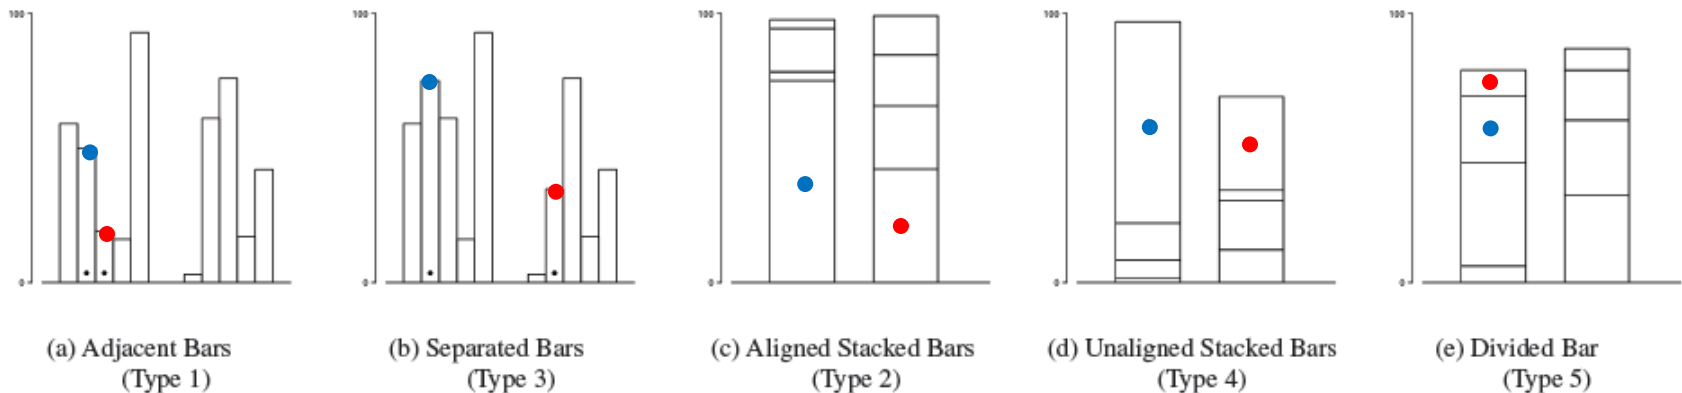 100
0
100
0
100
0
100
0
100
0
(a) Adjacent Bars
(Type 1)
(b) Separated Bars
(Type 3)
(c) Aligned Stacked Bars
(Type 2)
(d) Unaligned Stacked Bars
(Type 4)
(e) Divided Bar
(Type 5)